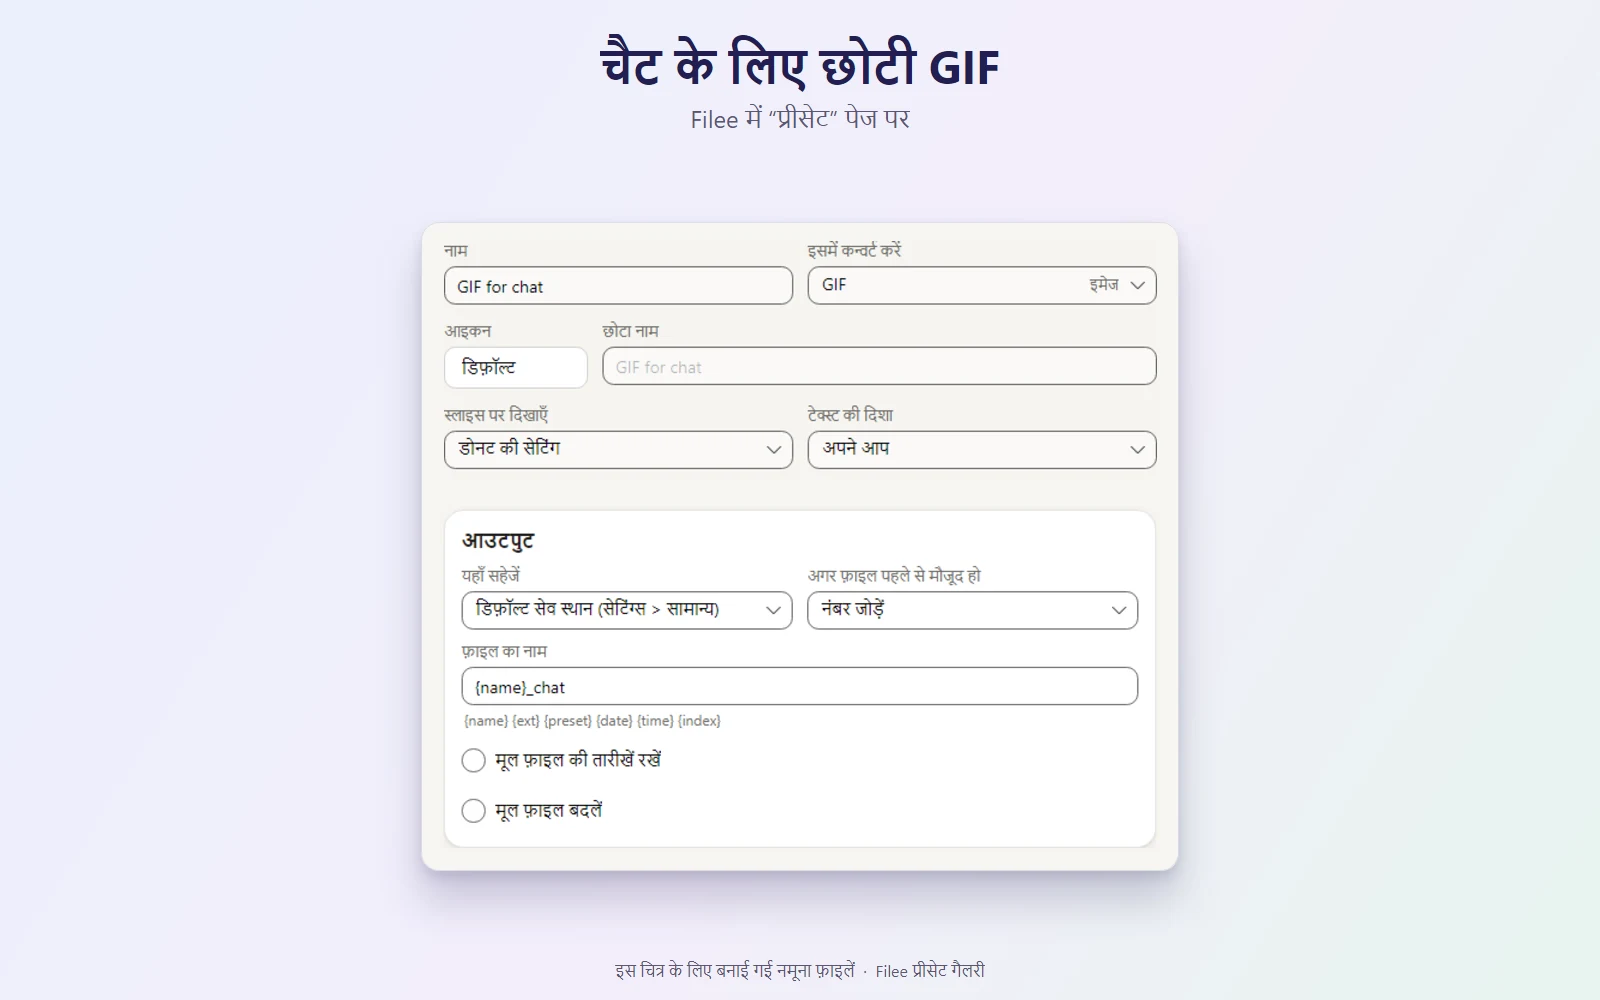 चैट के लिए छोटी GIF
Filee में “प्रीसेट” पेज पर
नाम
इसमें कन्वर्ट करें
GIF for chat
GIF
इमेज
आइकन
छोटा नाम
डिफ़ॉल्ट
GIF for chat
स्लाइस पर दिखाएँ
टेक्स्ट की दिशा
डोनट की सेटिंग
अपने आप
आउटपुट
यहाँ सहेजें
अगर फ़ाइल पहले से मौजूद हो
डिफ़ॉल्ट सेव स्थान (सेटिंग्स > सामान्य)
नंबर जोड़ें
फ़ाइल का नाम
{name}_chat
{name} {ext} {preset} {date} {time} {index}
मूल फ़ाइल की तारीखें रखें
मूल फ़ाइल बदलें
इस चित्र के लिए बनाई गई नमूना फ़ाइलें · Filee प्रीसेट गैलरी